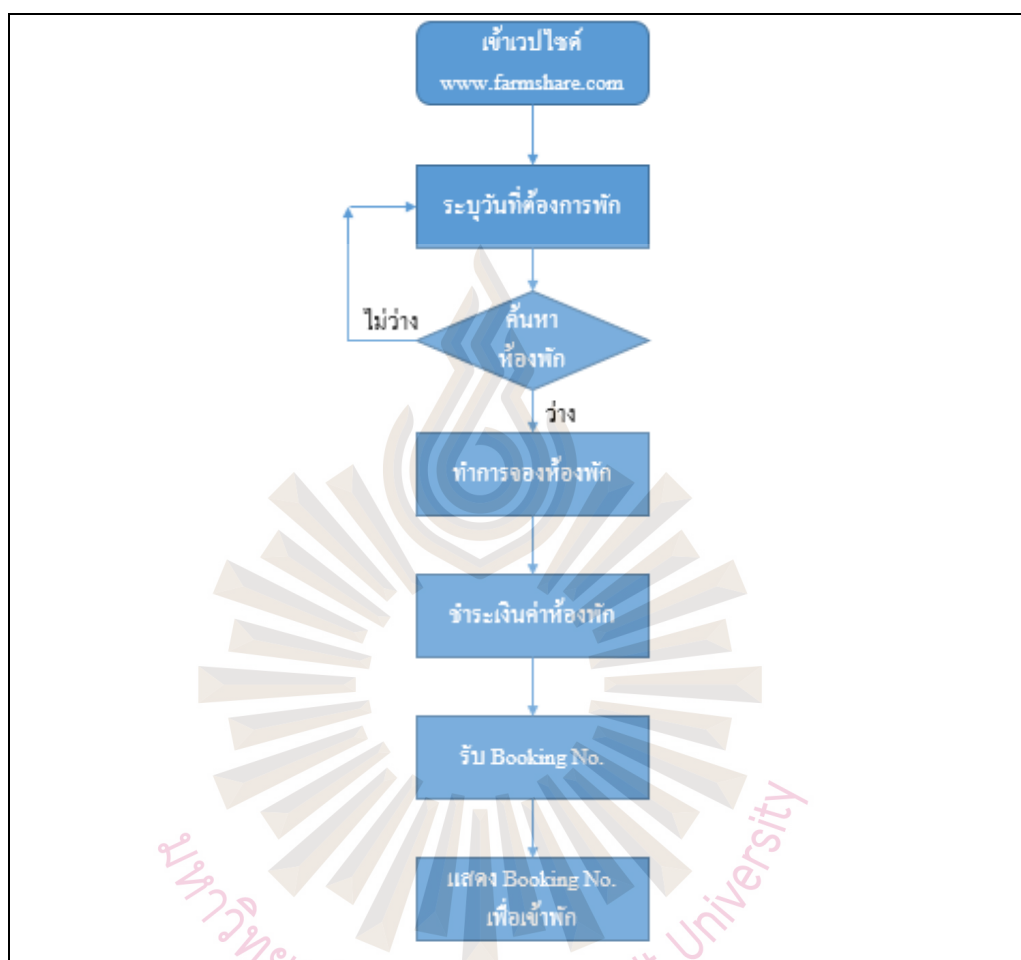 เข้าเวปไซด์
www.farmshare.com
ระบุวันที่ต้องการพัก
ไม่ว่าง
ค้นหา
ห้องพัก
ว่าง
ทำการจองห้องพัก
ชำระเงินค่าห้องพัก
รับ Booking No.
แสดง Booking No.
เพื่อเข้าพัก
University